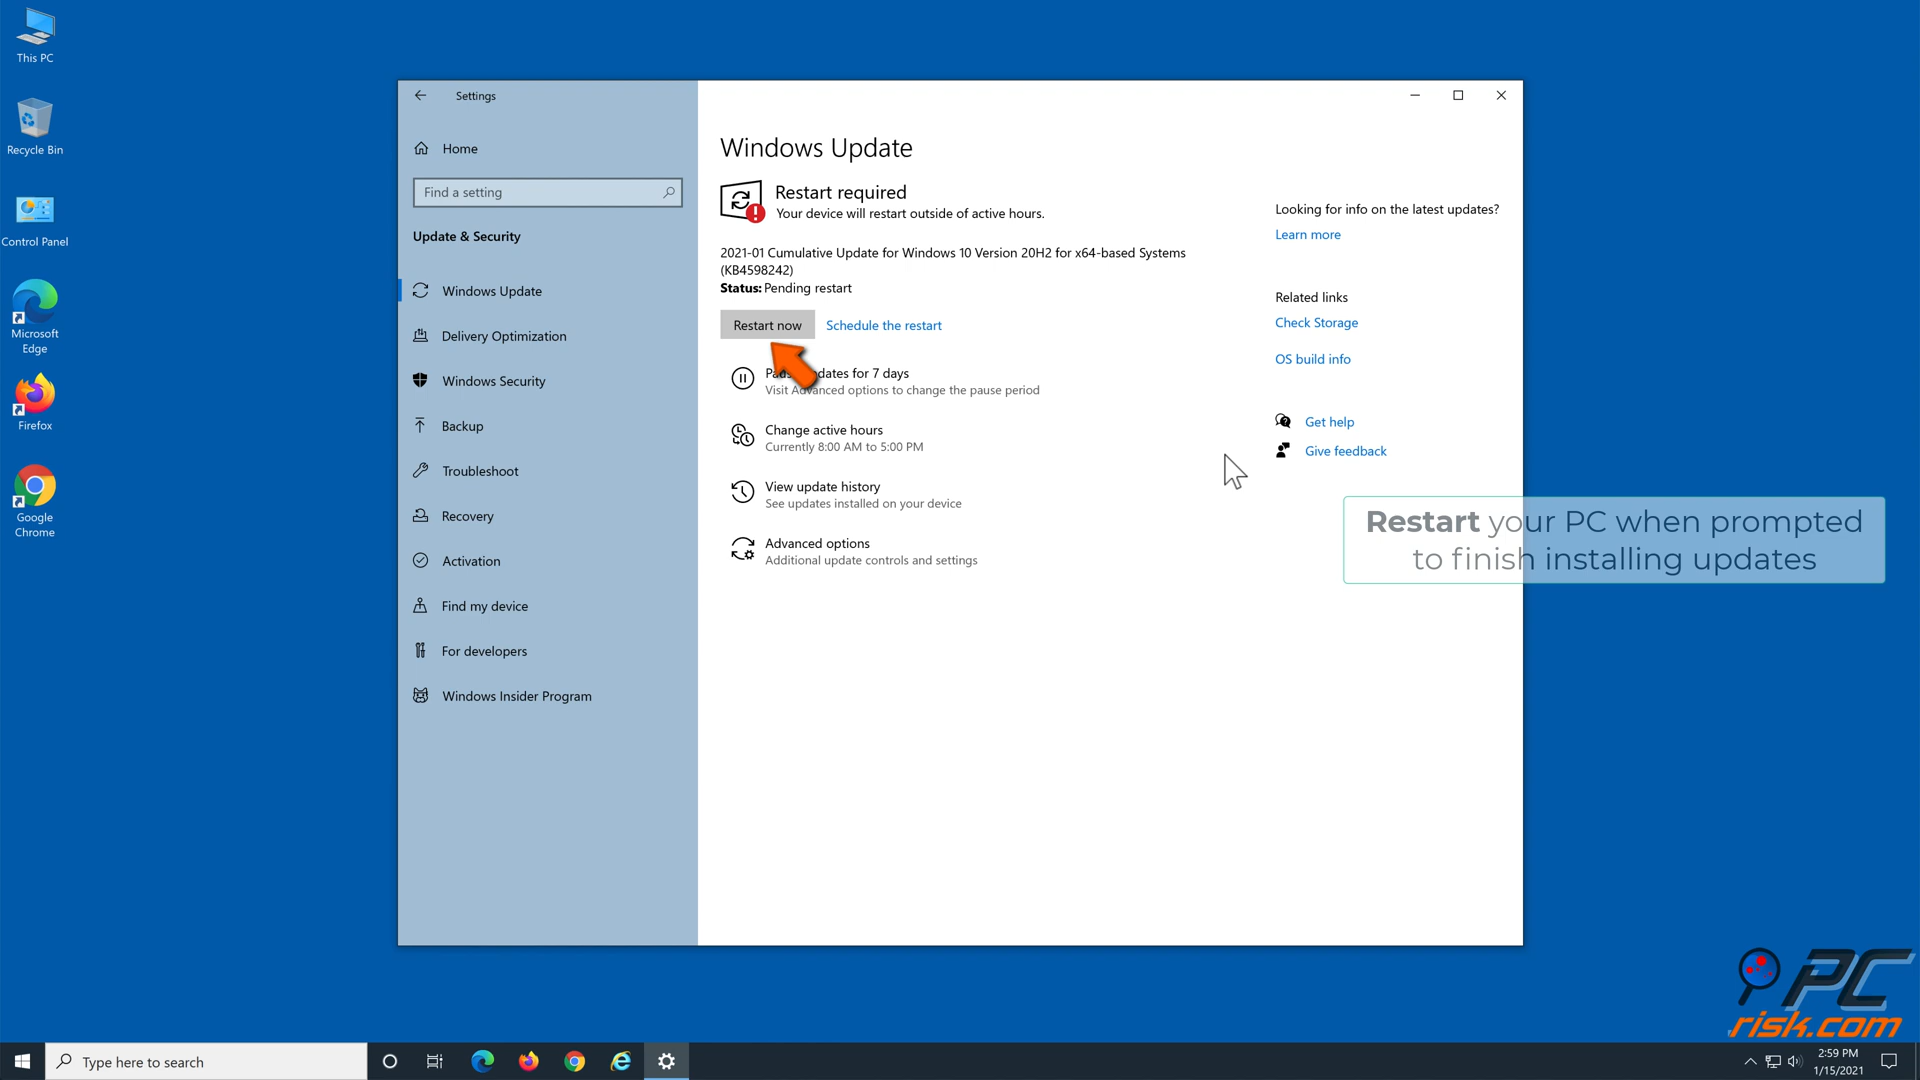 This PC
Recycle Bin
Control Panel
Microsoft
Edge
Firefox
Google
Chrome
Settings
Home
Find a setting
Update & Security
Windows Update
Delivery Optimization
Windows Security
Backup
Troubleshoot
Recovery
Activation
Find my device
For developers
Windows Insider Program
Windows Update
Restart required
Your device will restart outside of active hours.
2021-01 Cumulative Update for Windows 10 Version 20H2 for x64-based Systems
(KB4598242)
Status: Pending restart
Restart now
Schedule the restart
for 7 days
Visit Advanced options to change the pause period
Change active hours
Currently 8:00 AM to 5:00 PM
View update history
See updates installed on your device
Advanced options
Additional update controls and settings
Looking for info on the latest updates?
Learn more
Related links
Check Storage
OS build info
Get help
Give feedback
Restart your PC when prompted
to finish installing updates
PC
risk.com
Type here to search
2:59 PM
1/15/2021